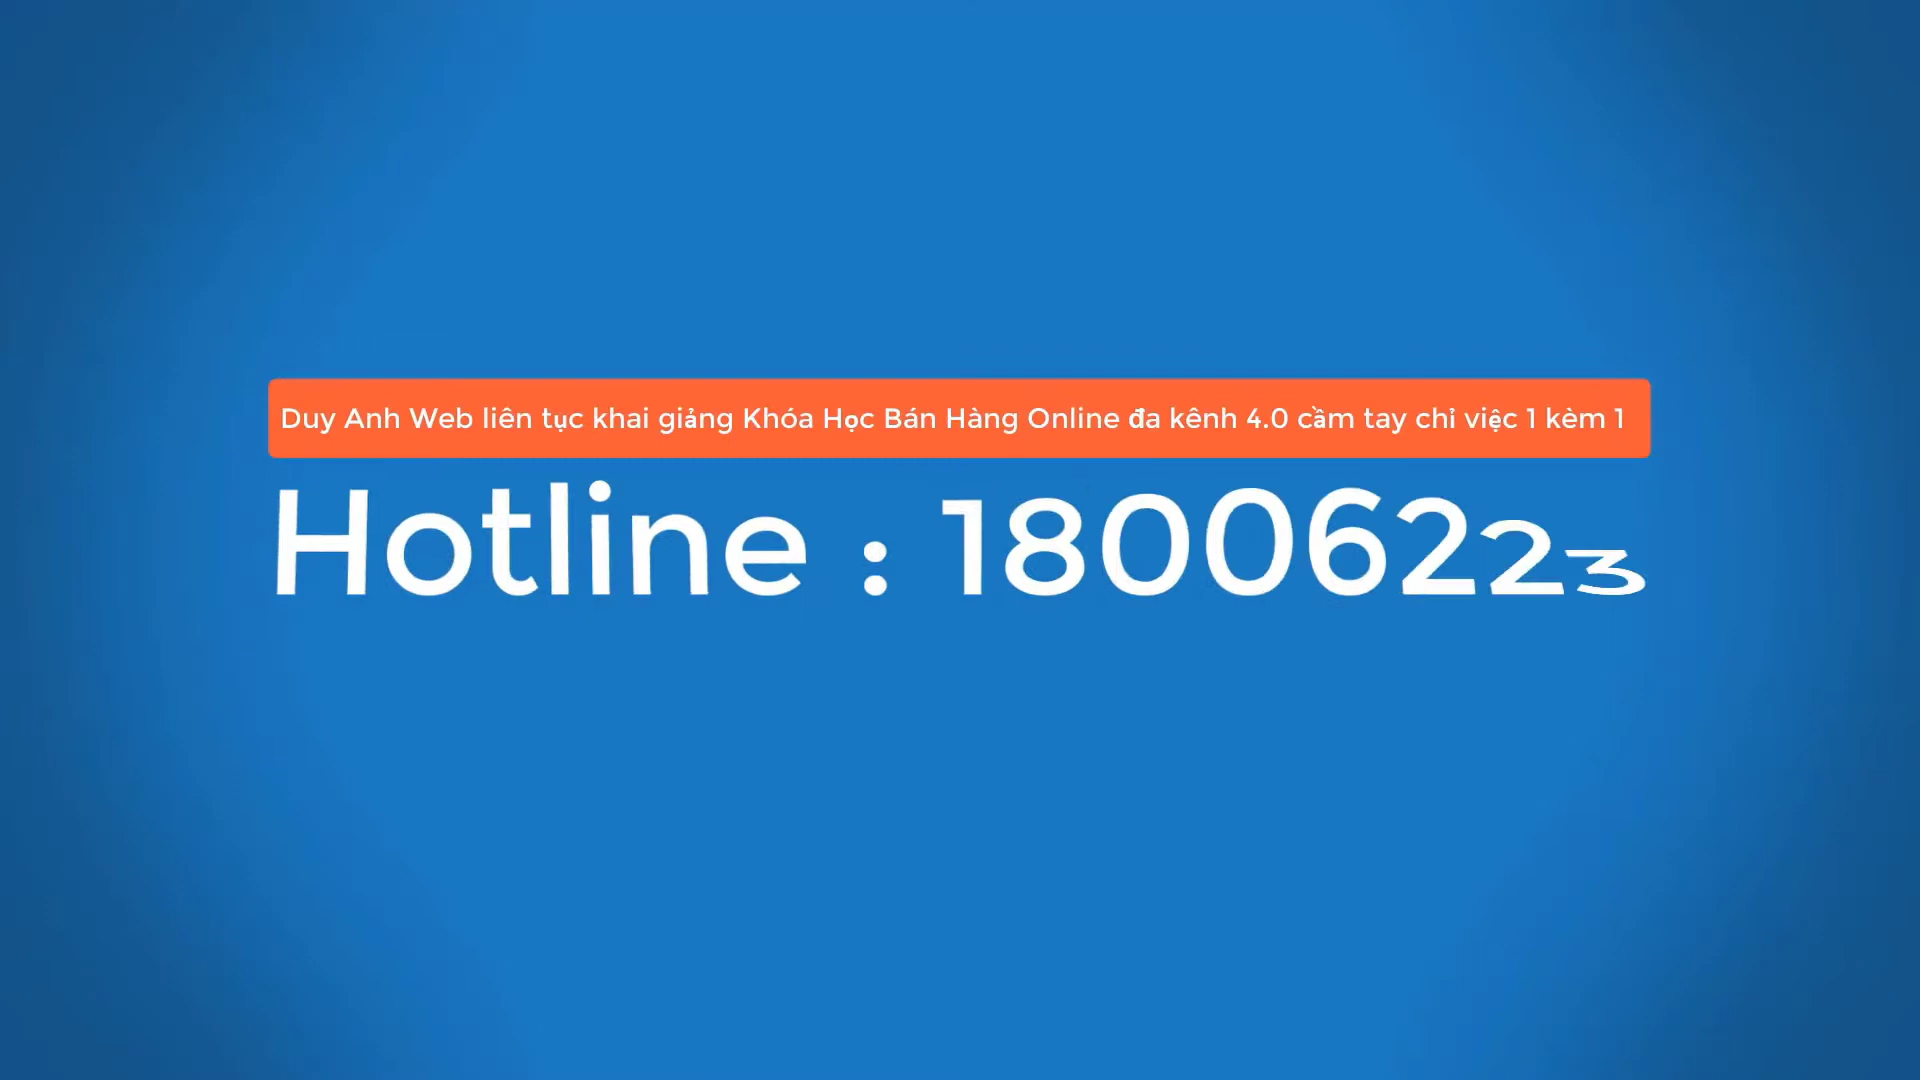 Duy Anh Web liên tục khai giảng Khóa Học Bán Hàng Online đa kênh 4.0 cầm tay chỉ việc 1 kèm 1
Hotline : 18006223